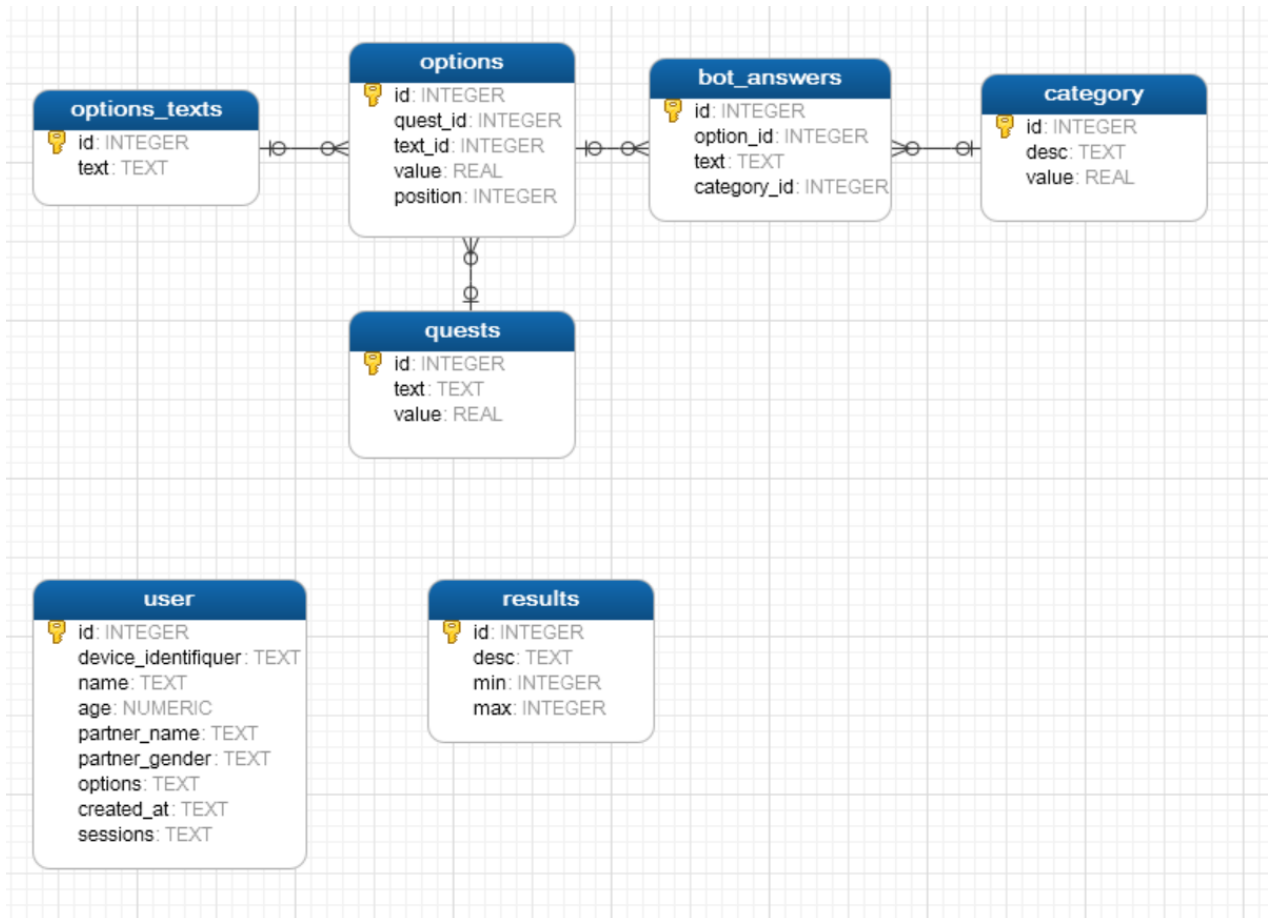 options_texts
id: INTEGER
text: TEXT
options
id: INTEGER
quest_id: INTEGER
text_id: INTEGER
value: REAL
position: INTEGER
bot_answers
id: INTEGER
option_id: INTEGER
text: TEXT
category_id: INTEGER
category
id: INTEGER
desc: TEXT
value: REAL
quests
id: INTEGER
text: TEXT
value: REAL
user
id: INTEGER
device_identifiquer: TEXT
name: TEXT
age: NUMERIC
partner_name: TEXT
partner_gender: TEXT
options: TEXT
created_at: TEXT
sessions: TEXT
results
id: INTEGER
desc: TEXT
min: INTEGER
max: INTEGER